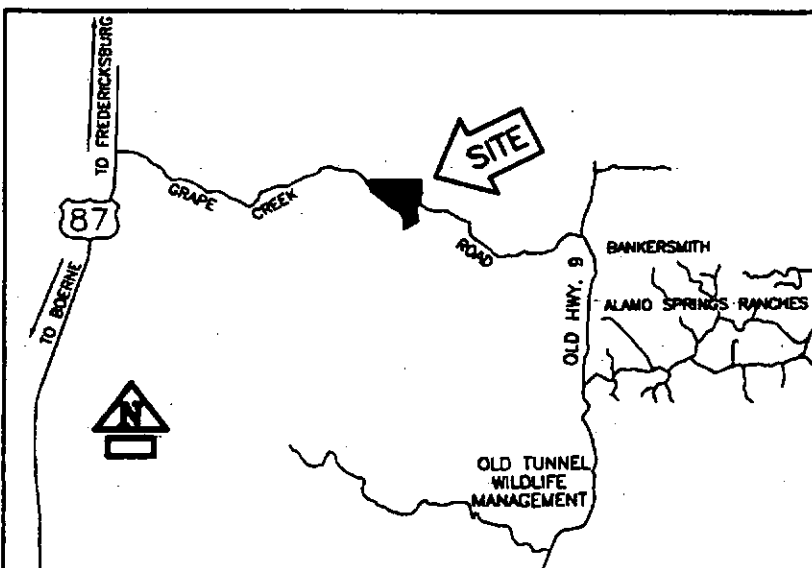 TO FREDERICKSBURG
SITE
GRAPE
CREEK
ROAD
87
TO BOERNE
OLD HWY. 9
BANKERSMITH
ALAMO SPRINGS RANCHES
N
OLD TUNNEL
WILDLIFE
MANAGEMENT